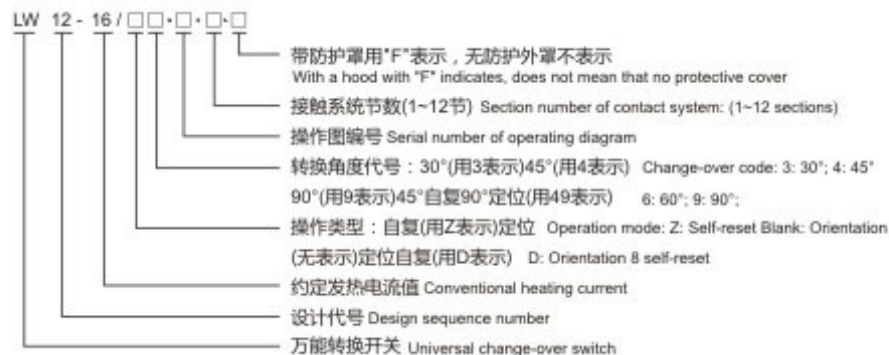 LW 12 - 16 / □□·□·□·□
带防护罩用"F"表示，无防护外罩不表示
With a hood with "F" indicates, does not mean that no protective cover
接触系统节数(1~12节) Section number of contact system: (1~12 sections)
操作图编号 Serial number of operating diagram
转换角度代号：30°(用3表示)45°(用4表示) Change-over code: 3: 30°; 4: 45°
90°(用9表示)45°自复90°定位(用49表示) 6: 60°; 9: 90°;
操作类型：自复(用Z表示)定位 Operation mode: Z: Self-reset Blank: Orientation
(无表示)定位自复(用D表示) D: Orientation 8 self-reset
约定发热电流值 Conventional heating current
设计代号 Design sequence number
万能转换开关 Universal change-over switch